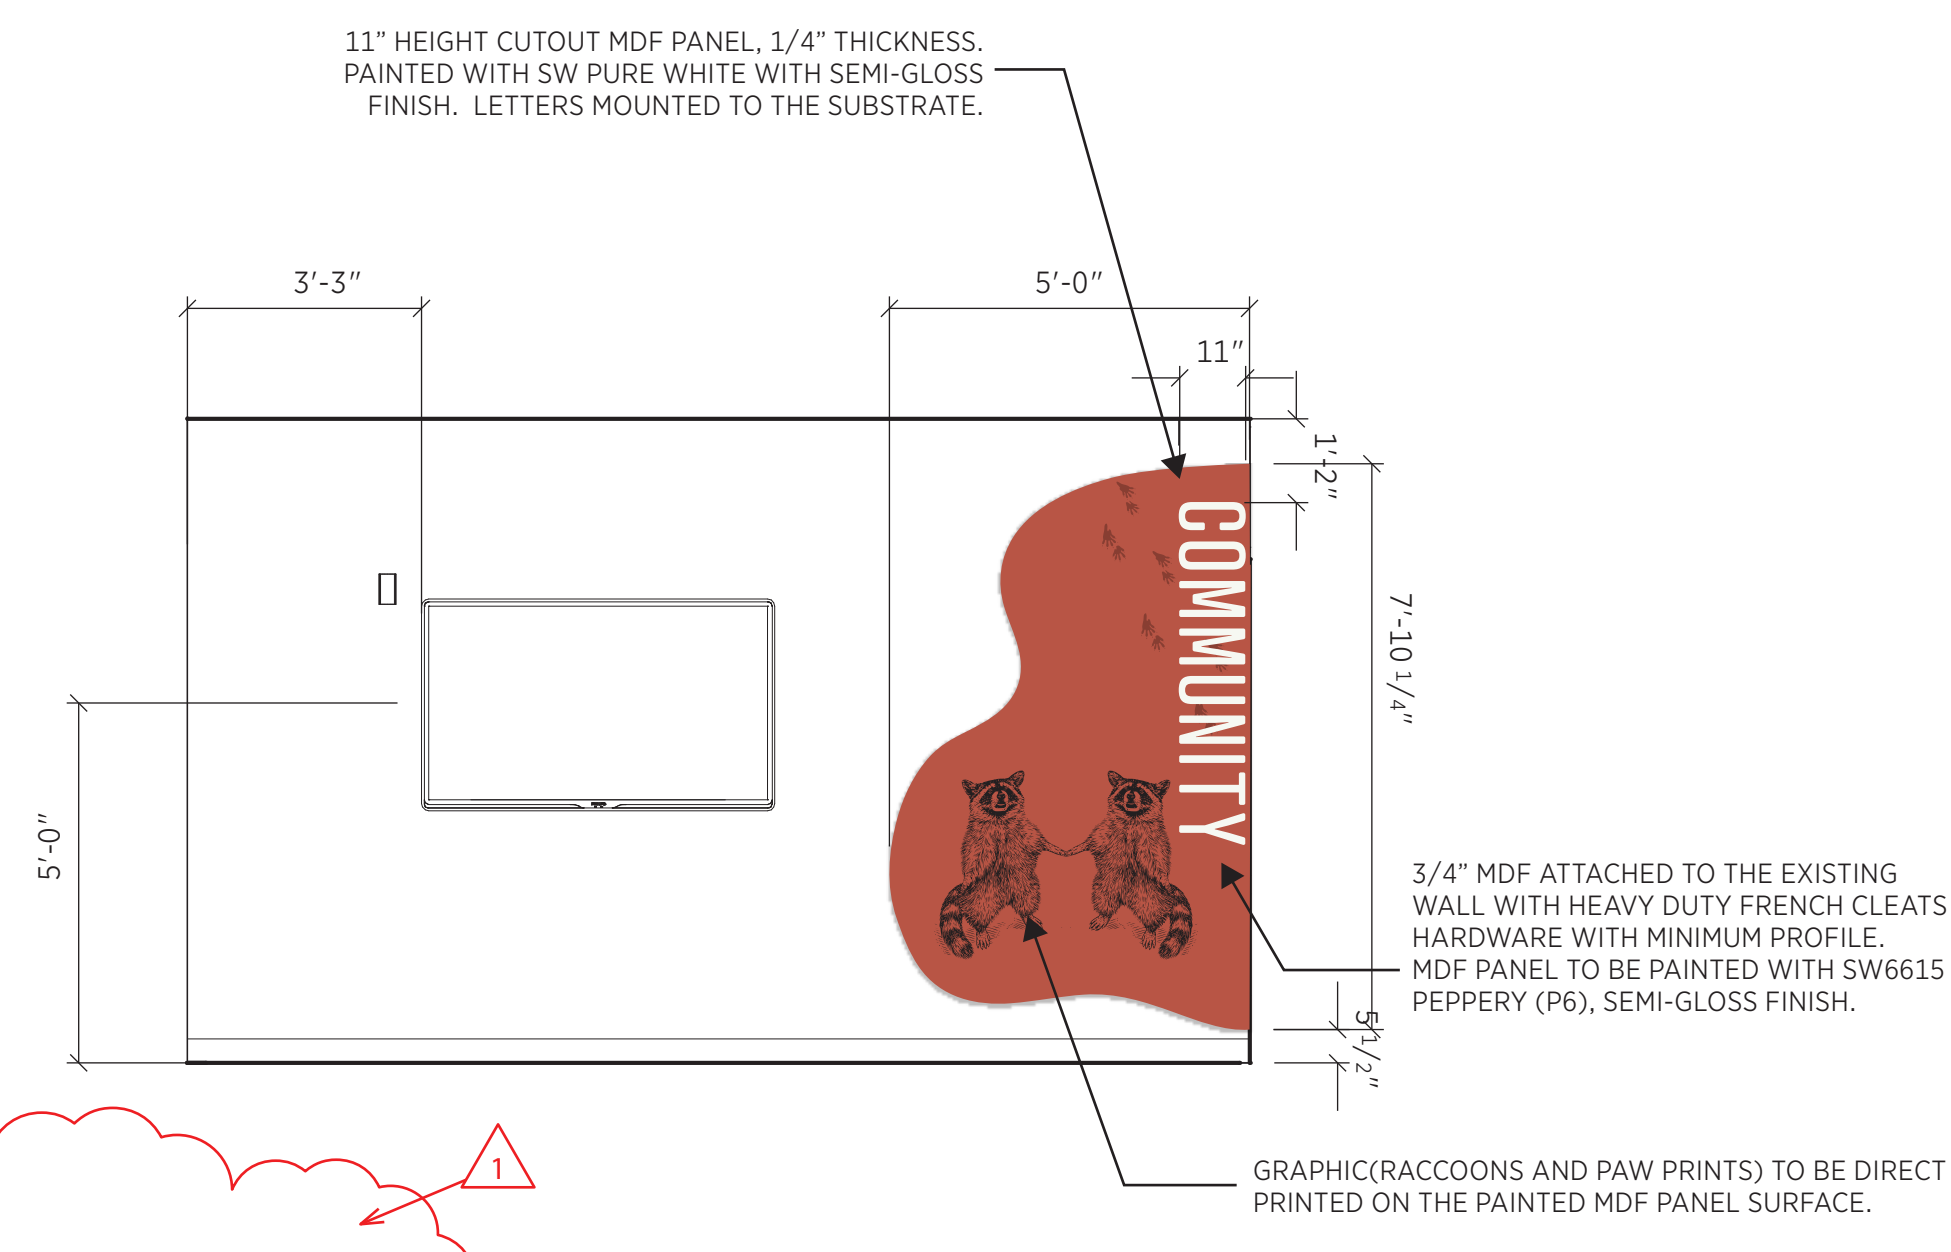 11” HEIGHT CUTOUT MDF PANEL, 1/4” THICKNESS.
PAINTED WITH SW PURE WHITE WITH SEMI-GLOSS
FINISH.  LETTERS MOUNTED TO THE SUBSTRATE.
3'-3"
5'-0"
11"
1'-2"
COMMUNITY
7'-10 1/4"
5'-0"
3/4” MDF ATTACHED TO THE EXISTING
WALL WITH HEAVY DUTY FRENCH CLEATS
HARDWARE WITH MINIMUM PROFILE.
MDF PANEL TO BE PAINTED WITH SW6615
PEPPERY (P6), SEMI-GLOSS FINISH.
5 1/2"
1
GRAPHIC(RACCOONS AND PAW PRINTS) TO BE DIRECT
PRINTED ON THE PAINTED MDF PANEL SURFACE.